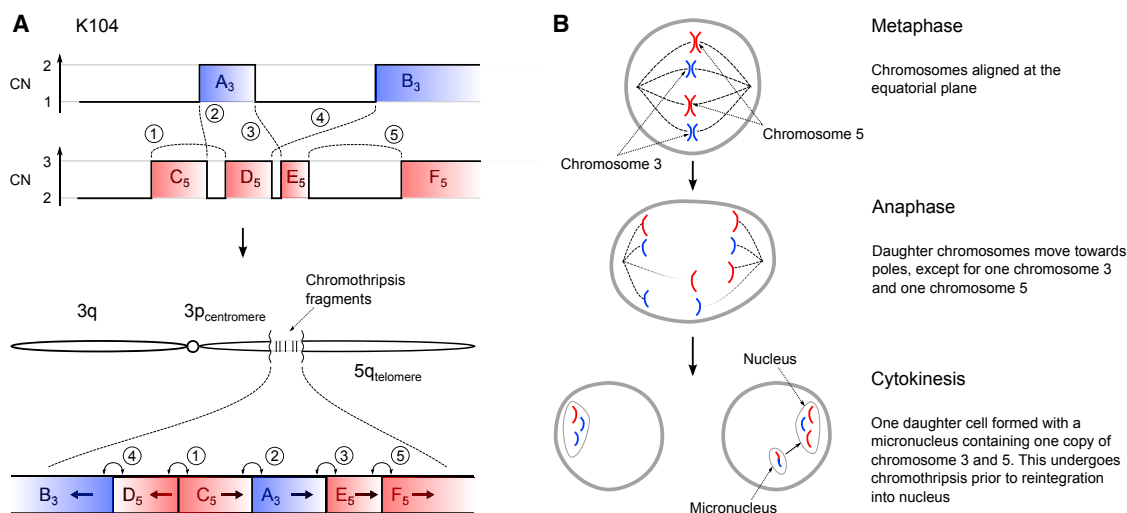 A
K104
CN
2
1
A3
B3
② ③ ④
① ⑤
CN
3
2
C5
D5
E5
F5
Chromothripsis
fragments
3q
3pcentromere
5qtelomere
④ ① ② ③ ⑤
B3
D5
C5
A3
E5
F5
B
Metaphase
Chromosomes aligned at the
equatorial plane
Chromosome 5
Chromosome 3
Anaphase
Daughter chromosomes move towards
poles, except for one chromosome 3
and one chromosome 5
Nucleus
Micronucleus
Cytokinesis
One daughter cell formed with a
micronucleus containing one copy of
chromosome 3 and 5. This undergoes
chromothripsis prior to reintegration
into nucleus